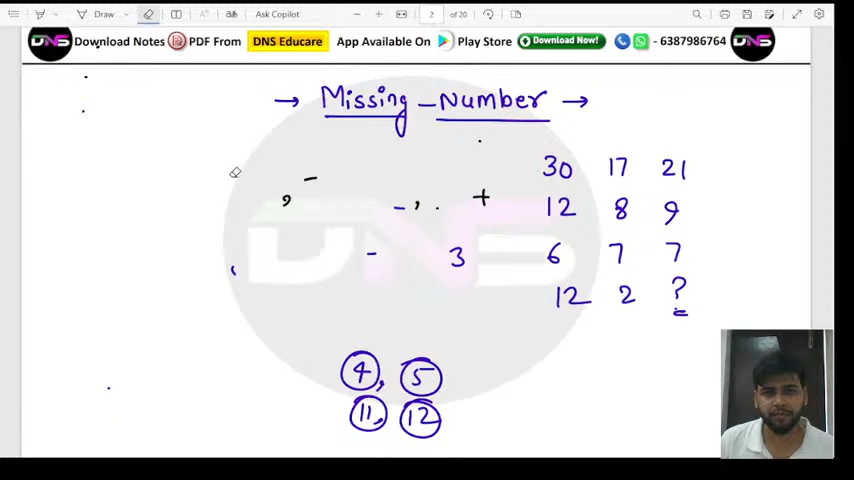 Draw
Ask Copilot
2 of 20
DNS Download Notes PDF From DNS Educare App Available On Play Store Download Now! - 6387986764 DNS
→ Missing - Number →
30 17 21
, - - , . + 12 8 9
- 3 6 7 7
12 2 ?
4, 5
11, 12
DNS